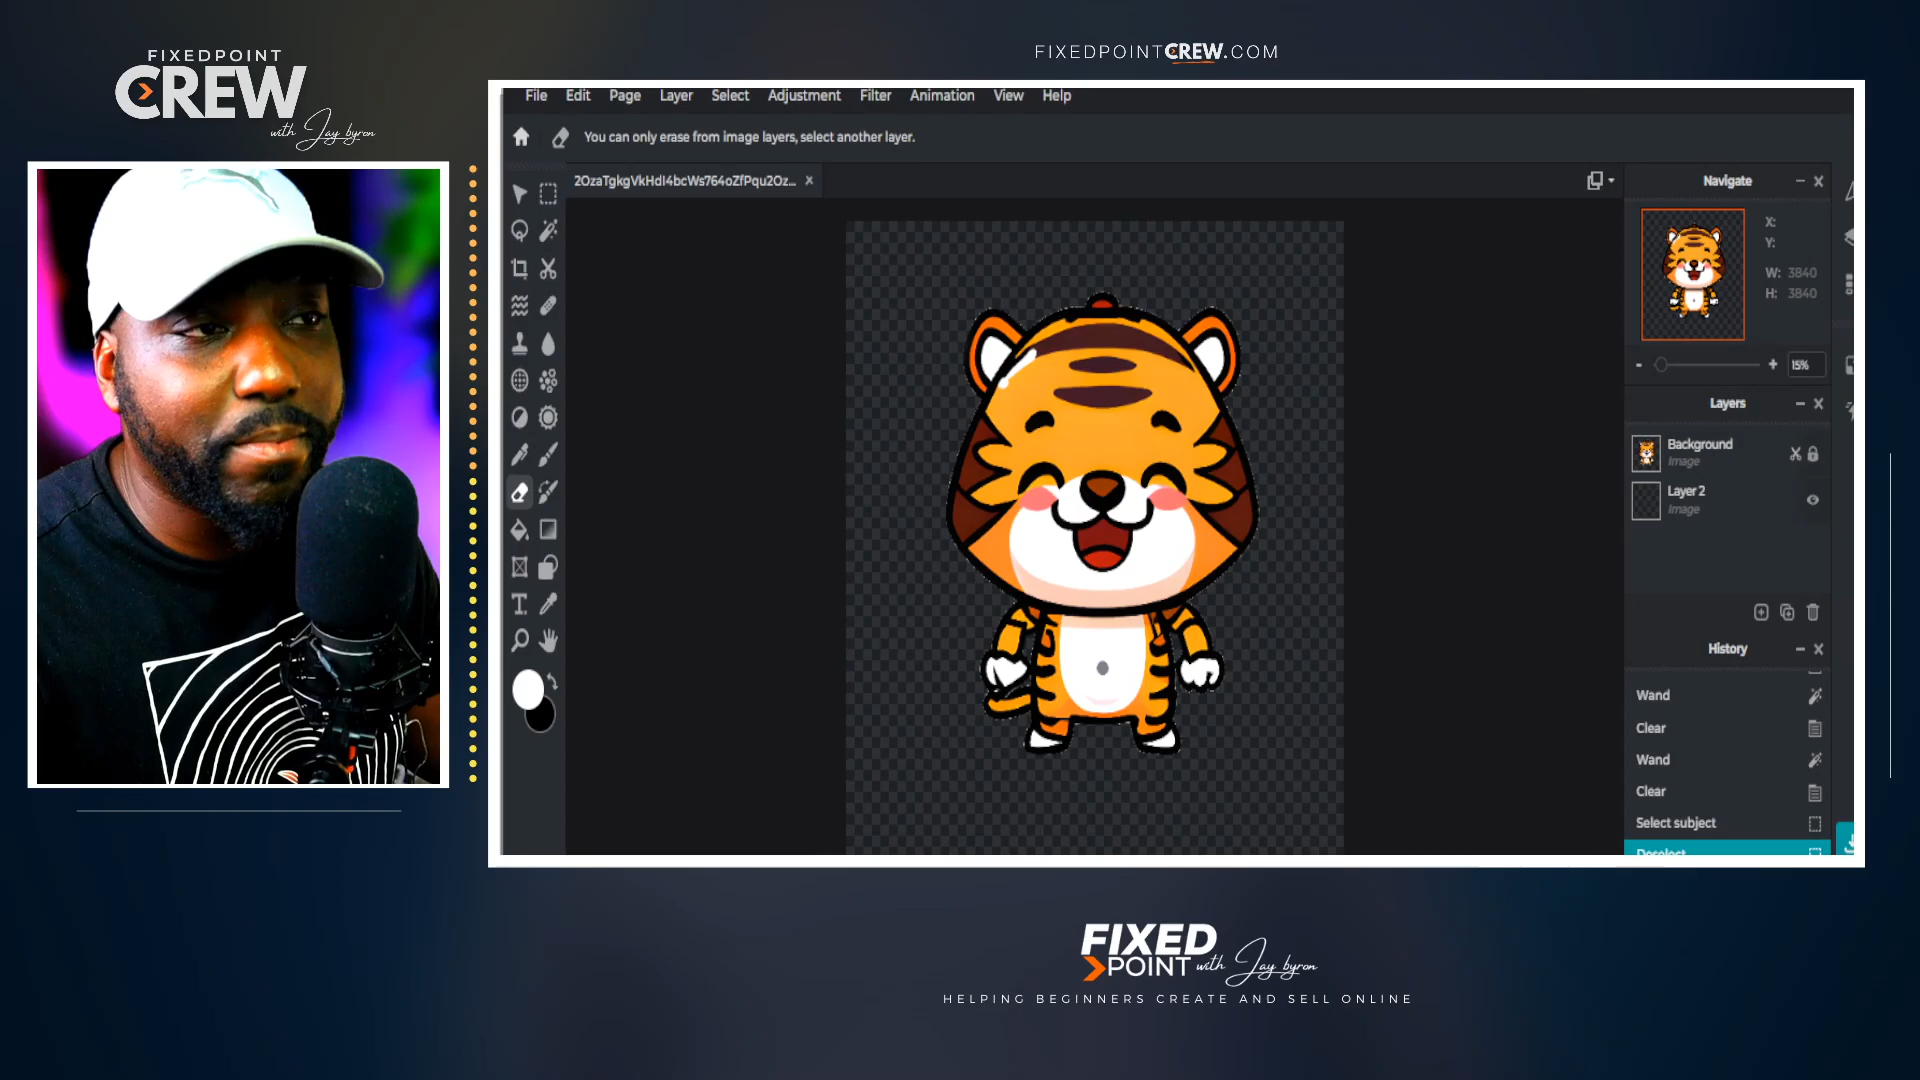 FIXEDPOINT
CREW
with Jay byron
FIXEDPOINTCREW.COM
File Edit Page Layer Select Adjustment Filter Animation View Help
You can only erase from image layers, select another layer.
2OzaTgkgVkHdI4bcWs764oZfPqu2Oz...
Navigate
X:
Y:
W: 3840
H: 3840
15%
Layers
Background
Image
Layer 2
Image
History
Wand
Clear
Wand
Clear
Select subject
Deselect
FIXED
POINT with Jay byron
HELPING BEGINNERS CREATE AND SELL ONLINE